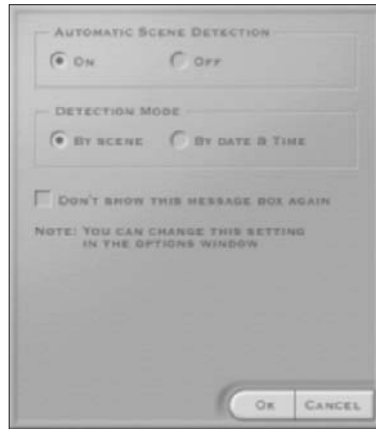 AUTOMATIC SCENE DETECTION
ON OFF
DETECTION MODE
BY SCENE BY DATE & TIME
DON'T SHOW THIS MESSAGE BOX AGAIN
NOTE: YOU CAN CHANGE THIS SETTING
IN THE OPTIONS WINDOW
OK CANCEL